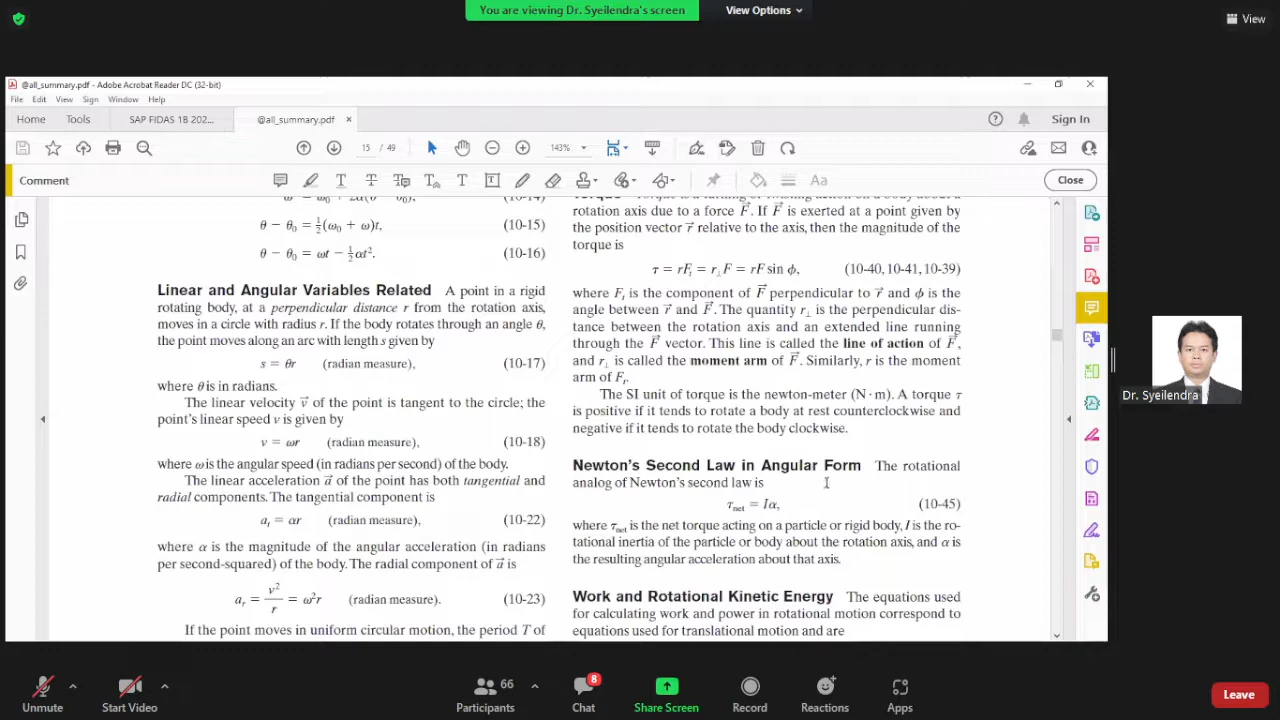 You are viewing Dr. Syeilendra's screen
View Options
View
@all_summary.pdf - Adobe Acrobat Reader DC (32-bit)
File Edit View Sign Window Help
Home Tools SAP FIDAS 1B 202... @all_summary.pdf × Sign In
15 / 49 143%
Comment Close
θ − θ₀ = ½(ω₀ + ω)t, (10-15)
θ − θ₀ = ωt − ½αt². (10-16)
Linear and Angular Variables Related A point in a rigid
rotating body, at a perpendicular distance r from the rotation axis,
moves in a circle with radius r. If the body rotates through an angle θ,
the point moves along an arc with length s given by
s = θr (radian measure), (10-17)
where θ is in radians.
The linear velocity v⃗ of the point is tangent to the circle; the
point's linear speed v is given by
v = ωr (radian measure), (10-18)
where ω is the angular speed (in radians per second) of the body.
The linear acceleration a⃗ of the point has both tangential and
radial components. The tangential component is
aₜ = αr (radian measure), (10-22)
where α is the magnitude of the angular acceleration (in radians
per second-squared) of the body. The radial component of a⃗ is
aᵣ = v²/r = ω²r (radian measure). (10-23)
If the point moves in uniform circular motion, the period T of
rotation axis due to a force F⃗. If F⃗ is exerted at a point given by
the position vector r⃗ relative to the axis, then the magnitude of the
torque is
τ = rFₜ = r⊥F = rF sin ϕ, (10-40, 10-41, 10-39)
where Fₜ is the component of F⃗ perpendicular to r⃗ and ϕ is the
angle between r⃗ and F⃗. The quantity r⊥ is the perpendicular dis-
tance between the rotation axis and an extended line running
through the F⃗ vector. This line is called the line of action of F⃗,
and r⊥ is called the moment arm of F⃗. Similarly, r is the moment
arm of Fₜ.
The SI unit of torque is the newton-meter (N · m). A torque τ
is positive if it tends to rotate a body at rest counterclockwise and
negative if it tends to rotate the body clockwise.
Newton's Second Law in Angular Form The rotational
analog of Newton's second law is
τnet = Iα, (10-45)
where τnet is the net torque acting on a particle or rigid body, I is the ro-
tational inertia of the particle or body about the rotation axis, and α is
the resulting angular acceleration about that axis.
Work and Rotational Kinetic Energy The equations used
for calculating work and power in rotational motion correspond to
equations used for translational motion and are
Dr. Syeilendra
Unmute Start Video Participants 66 Chat 8 Share Screen Record Reactions Apps Leave